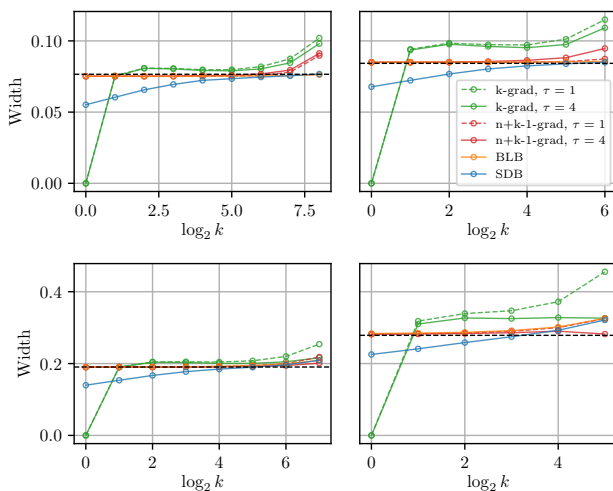 Width
0.10
0.05
0.00
0.0 2.5 5.0 7.5
log₂ k
0 2 4 6
log₂ k
k-grad, τ = 1
k-grad, τ = 4
n+k-1-grad, τ = 1
n+k-1-grad, τ = 4
BLB
SDB
Width
0.4
0.2
0.0
0 2 4 6
log₂ k
0 2 4
log₂ k